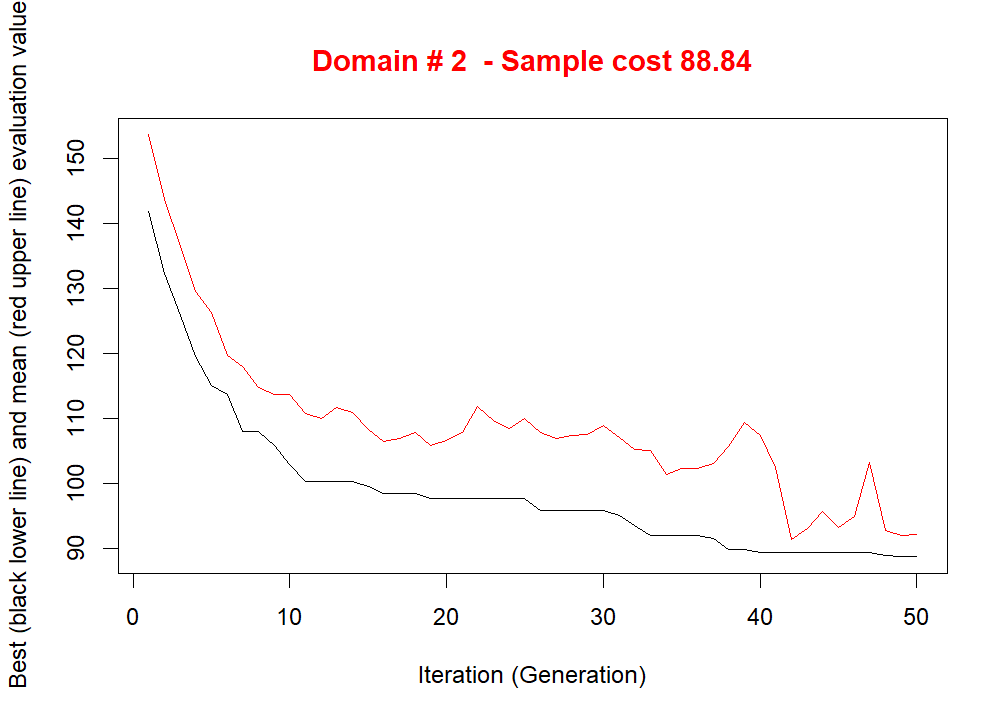 Domain # 2  - Sample cost 88.84
Best (black lower line) and mean (red upper line) evaluation value
150
140
130
120
110
100
90
0 10 20 30 40 50
Iteration (Generation)